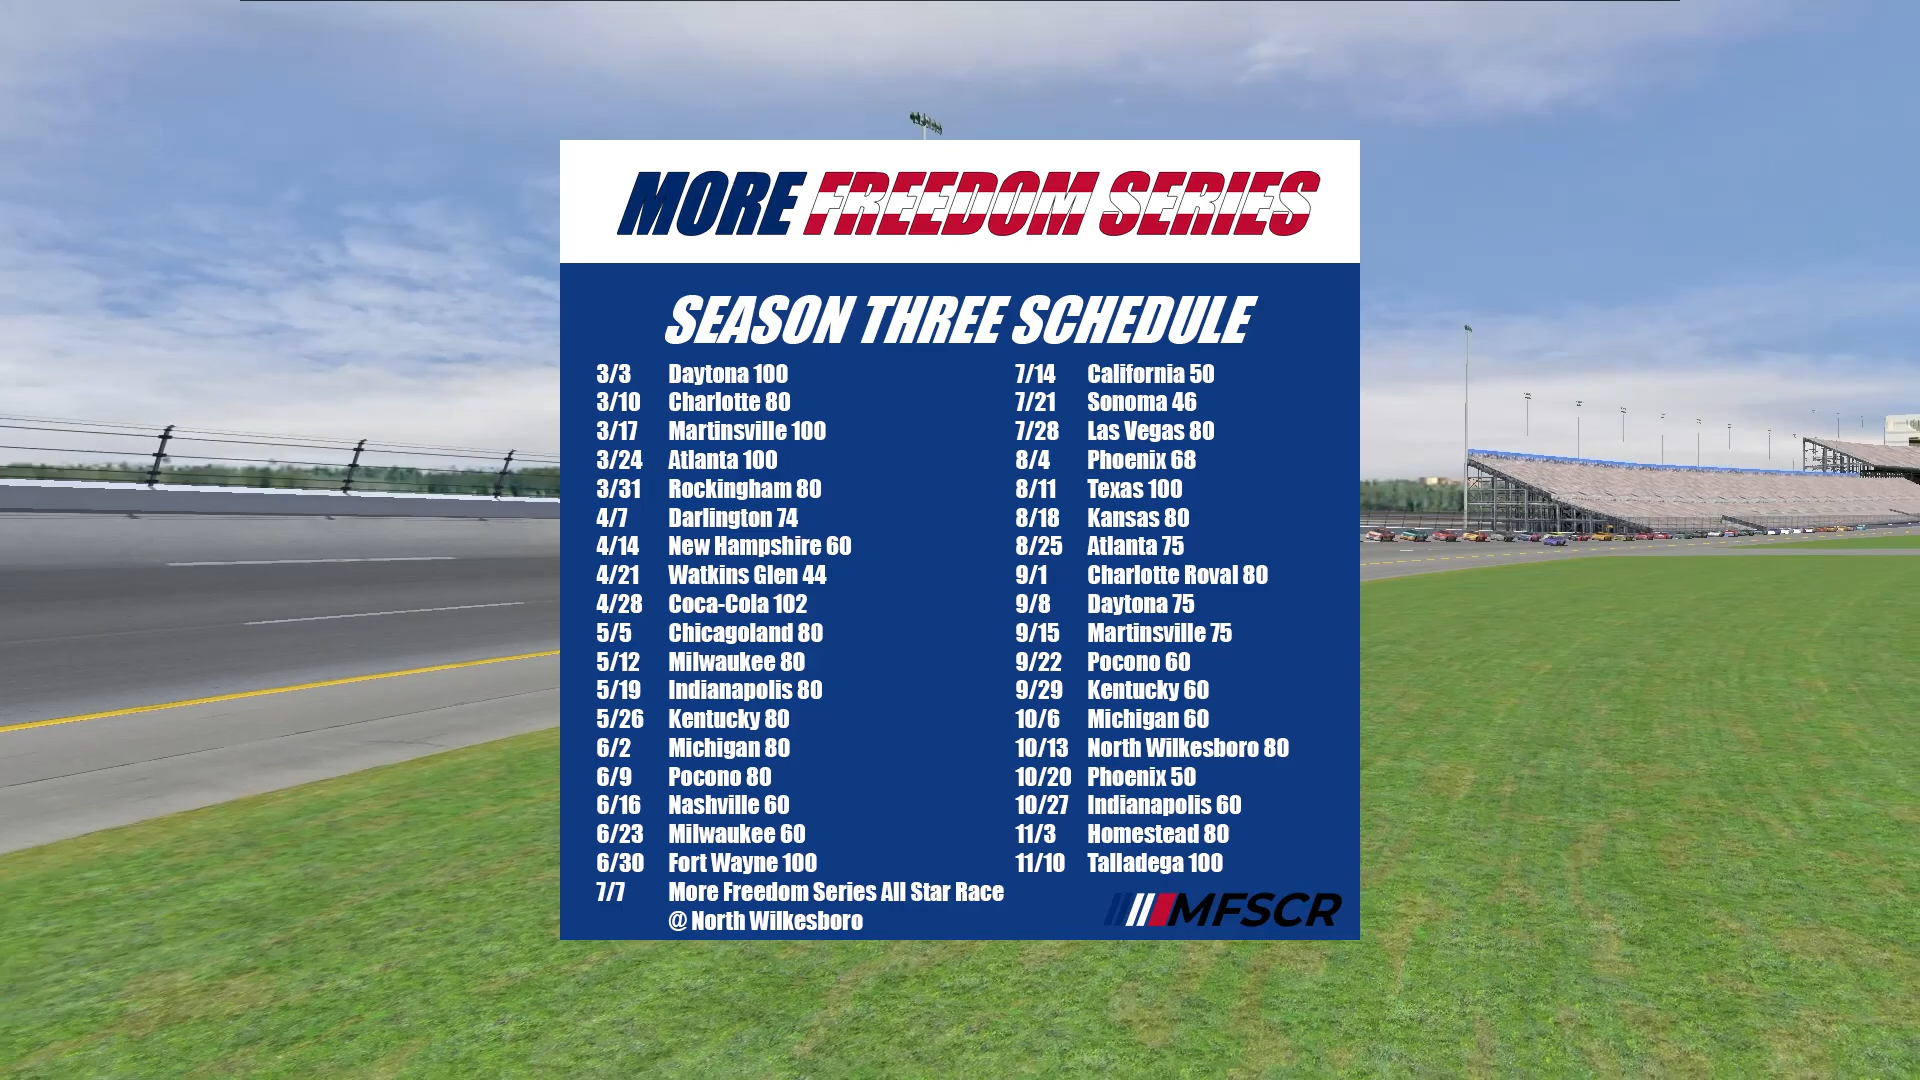 MORE FREEDOM SERIES
SEASON THREE SCHEDULE
3/3 Daytona 100
3/10 Charlotte 80
3/17 Martinsville 100
3/24 Atlanta 100
3/31 Rockingham 80
4/7 Darlington 74
4/14 New Hampshire 60
4/21 Watkins Glen 44
4/28 Coca-Cola 102
5/5 Chicagoland 80
5/12 Milwaukee 80
5/19 Indianapolis 80
5/26 Kentucky 80
6/2 Michigan 80
6/9 Pocono 80
6/16 Nashville 60
6/23 Milwaukee 60
6/30 Fort Wayne 100
7/7 More Freedom Series All Star Race
@ North Wilkesboro
7/14 California 50
7/21 Sonoma 46
7/28 Las Vegas 80
8/4 Phoenix 68
8/11 Texas 100
8/18 Kansas 80
8/25 Atlanta 75
9/1 Charlotte Roval 80
9/8 Daytona 75
9/15 Martinsville 75
9/22 Pocono 60
9/29 Kentucky 60
10/6 Michigan 60
10/13 North Wilkesboro 80
10/20 Phoenix 50
10/27 Indianapolis 60
11/3 Homestead 80
11/10 Talladega 100
MFSCR